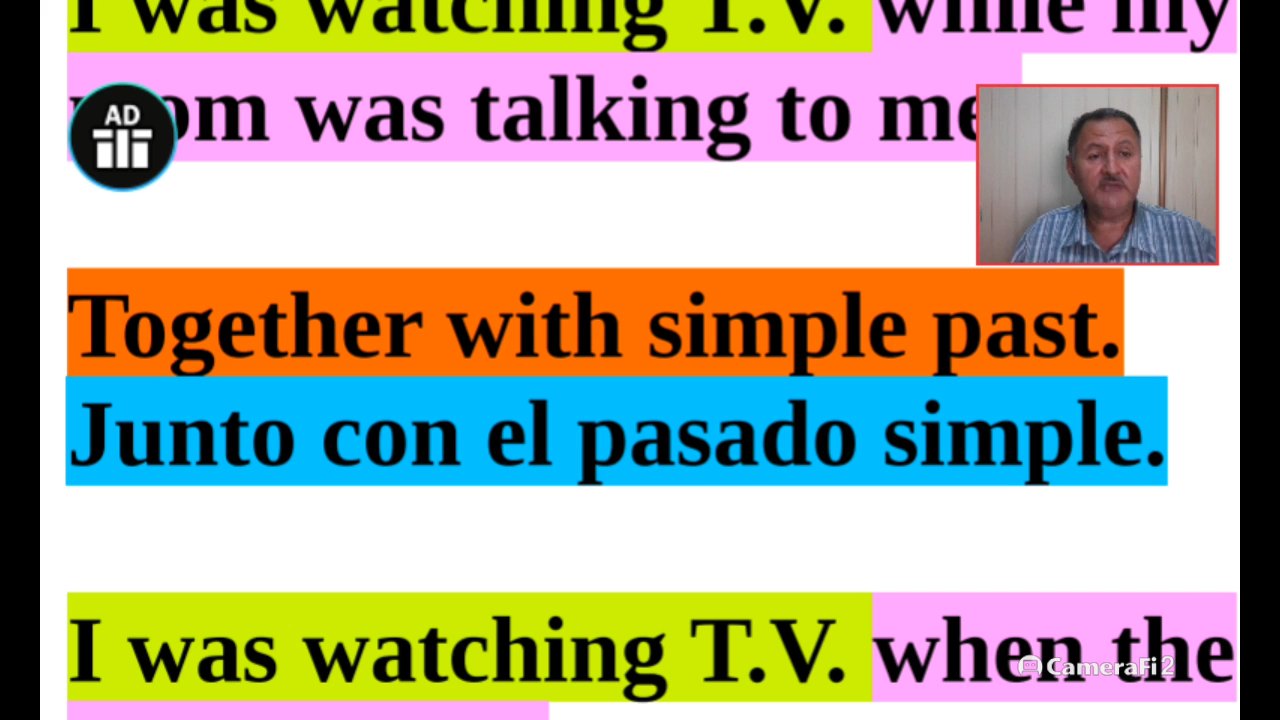 I was watching T.V. while my
mom was talking to me
AD
Together with simple past.
Junto con el pasado simple.
I was watching T.V. when the
CameraFi2